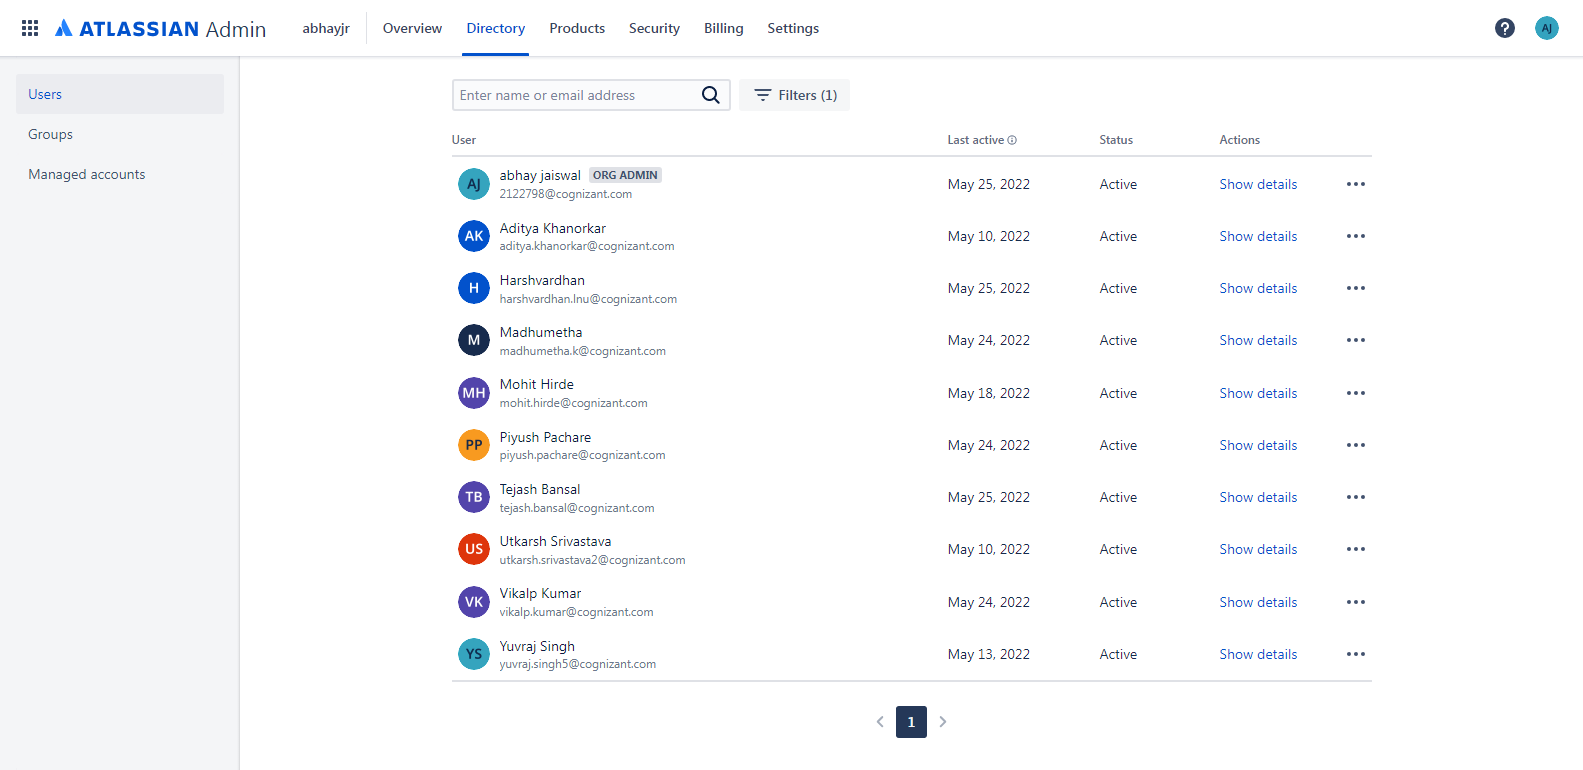 ATLASSIAN Admin abhayjr Overview Directory Products Security Billing Settings ? AJ
Users
Groups
Managed accounts
Enter name or email address Filters (1)
User Last active Status Actions
AJ abhay jaiswal ORG ADMIN May 25, 2022 Active Show details
2122798@cognizant.com
AK Aditya Khanorkar May 10, 2022 Active Show details
aditya.khanorkar@cognizant.com
H Harshvardhan May 25, 2022 Active Show details
harshvardhan.lnu@cognizant.com
M Madhumetha May 24, 2022 Active Show details
madhumetha.k@cognizant.com
MH Mohit Hirde May 18, 2022 Active Show details
mohit.hirde@cognizant.com
PP Piyush Pachare May 24, 2022 Active Show details
piyush.pachare@cognizant.com
TB Tejash Bansal May 25, 2022 Active Show details
tejash.bansal@cognizant.com
US Utkarsh Srivastava May 10, 2022 Active Show details
utkarsh.srivastava2@cognizant.com
VK Vikalp Kumar May 24, 2022 Active Show details
vikalp.kumar@cognizant.com
YS Yuvraj Singh May 13, 2022 Active Show details
yuvraj.singh5@cognizant.com
1